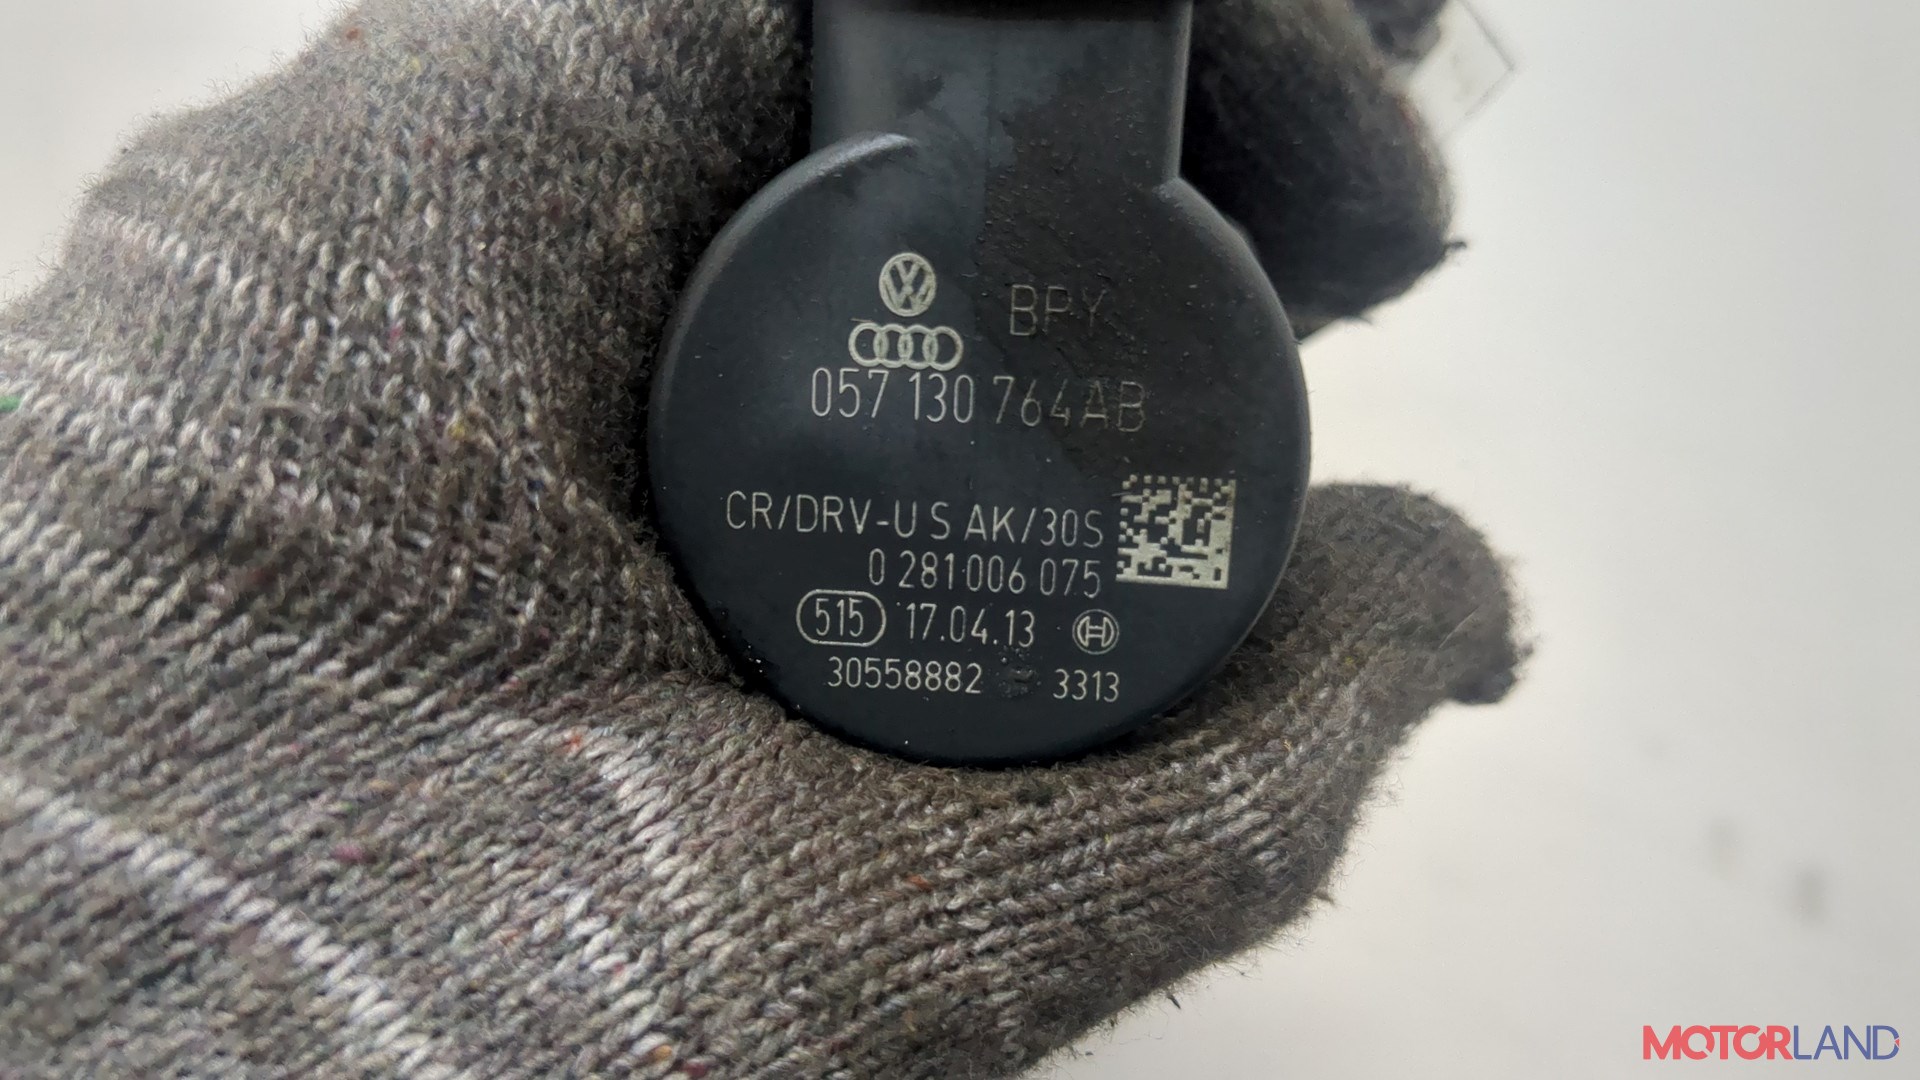 BPY
057 130 764AB
CR/DRV-U S AK/30S
0 281 006 075
515 17.04.13
30558882 3313
MOTORLAND